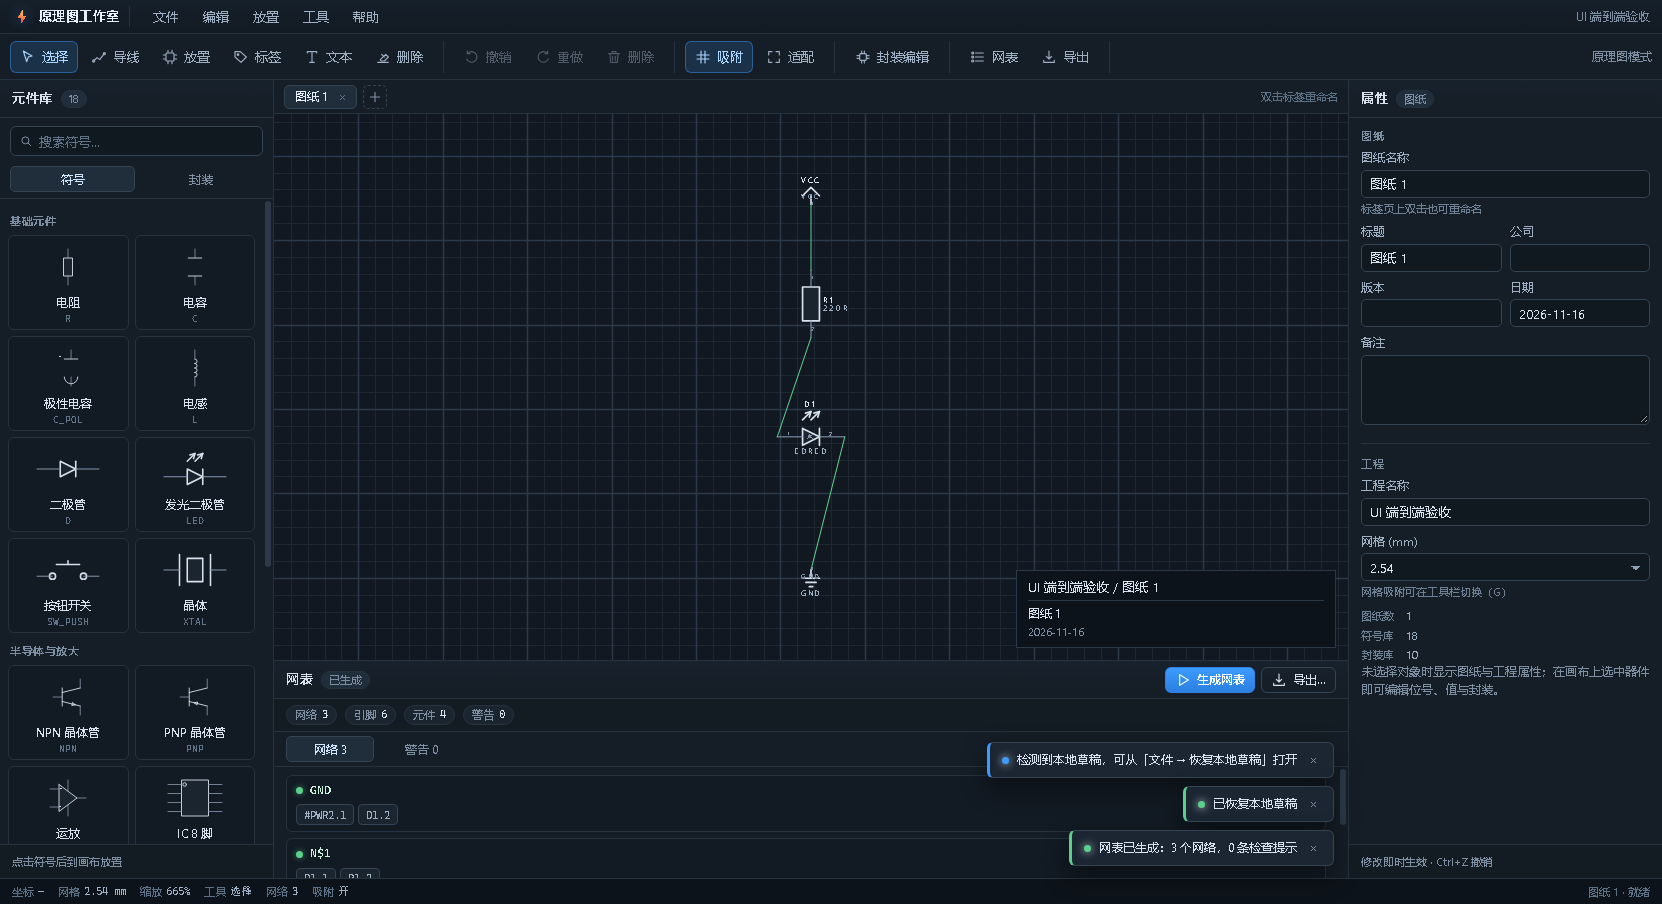 原理图工作室 文件 编辑 放置 工具 帮助 UI 端到端验收
选择 导线 放置 标签 文本 删除 撤销 重做 删除 吸附 适配 封装编辑 网表 导出 原理图模式
元件库 18
搜索符号...
符号 封装
基础元件
电阻
R
电容
C
极性电容
C_POL
电感
L
二极管
D
发光二极管
LED
按钮开关
SW_PUSH
晶体
XTAL
半导体与放大
NPN 晶体管
NPN
PNP 晶体管
PNP
运放
IC 8 脚
点击符号后到画布放置
图纸 1 × +
双击标签重命名
VCC
R1
220R
D1
1 2
GND
UI 端到端验收 / 图纸 1
图纸 1
2026-11-16
网表 已生成
生成网表 导出...
网络 3 引脚 6 元件 4 警告 0
网络 3 警告 0
GND
#PWR2.1 D1.2
N$1
D1.1 R1.2
检测到本地草稿，可从「文件 → 恢复本地草稿」打开 ×
已恢复本地草稿 ×
网表已生成：3 个网络，0 条检查提示 ×
属性 图纸
图纸
图纸名称
图纸 1
标签页上双击也可重命名
标题 公司
图纸 1
版本 日期
2026-11-16
备注
工程
工程名称
UI 端到端验收
网格 (mm)
2.54
网格吸附可在工具栏切换（G）
图纸数 1
符号库 18
封装库 10
未选择对象时显示图纸与工程属性；在画布上选中器件
即可编辑位号、值与封装。
修改即时生效 · Ctrl+Z 撤销
坐标 — 网格 2.54 mm 缩放 665% 工具 选择 网络 3 吸附 开
图纸 1 · 就绪